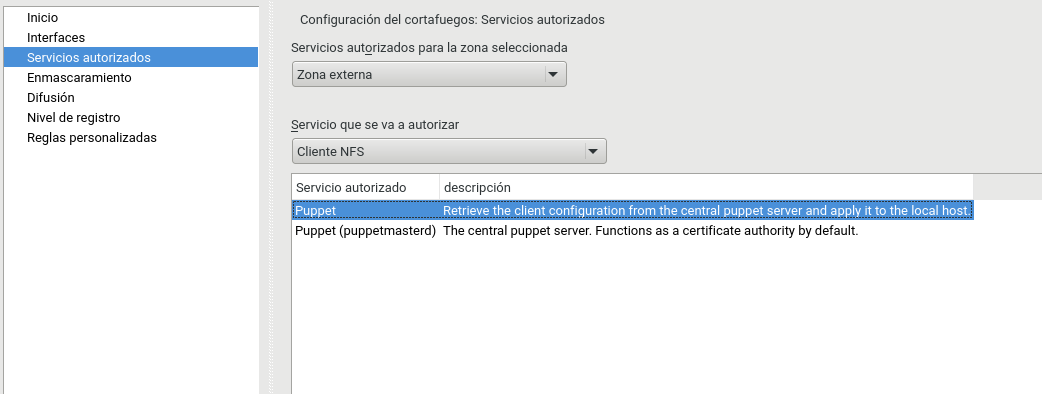 Inicio
Interfaces
Servicios autorizados
Enmascaramiento
Difusión
Nivel de registro
Reglas personalizadas
Configuración del cortafuegos: Servicios autorizados
Servicios autorizados para la zona seleccionada
Zona externa
Servicio que se va a autorizar
Cliente NFS
Servicio autorizado descripción
Puppet Retrieve the client configuration from the central puppet server and apply it to the local host.
Puppet (puppetmasterd) The central puppet server. Functions as a certificate authority by default.